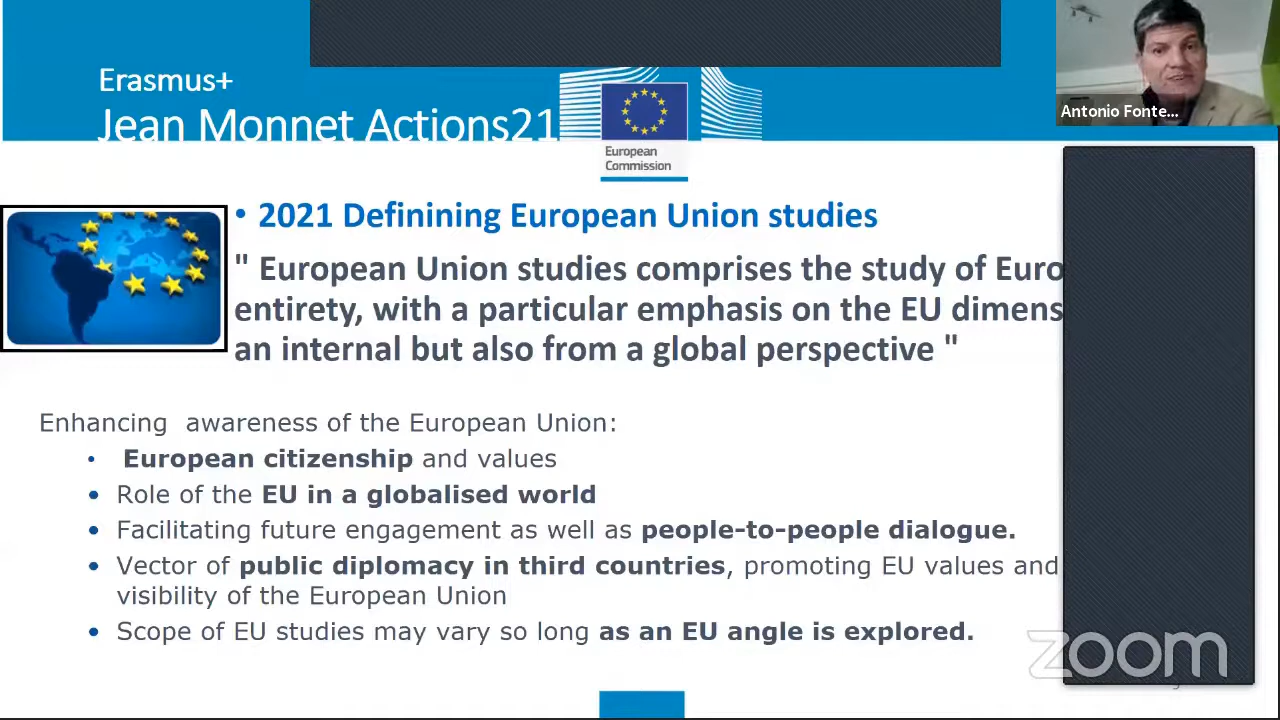 Erasmus+
Jean Monnet Actions21
European
Commission
Antonio Fonte...
• 2021 Definining European Union studies
" European Union studies comprises the study of Euro
entirety, with a particular emphasis on the EU dimens
an internal but also from a global perspective "
Enhancing awareness of the European Union:
• European citizenship and values
• Role of the EU in a globalised world
• Facilitating future engagement as well as people-to-people dialogue.
• Vector of public diplomacy in third countries, promoting EU values and
visibility of the European Union
• Scope of EU studies may vary so long as an EU angle is explored.
zoom